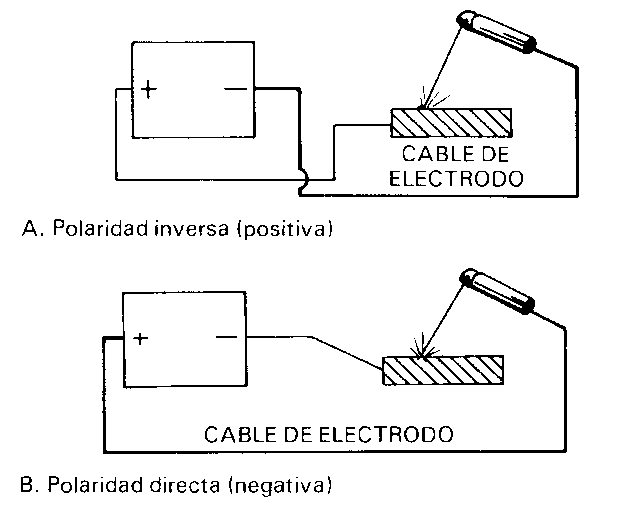 + −
CABLE DE
ELECTRODO
A. Polaridad inversa (positiva)
+ −
CABLE DE ELECTRODO
B. Polaridad directa (negativa)